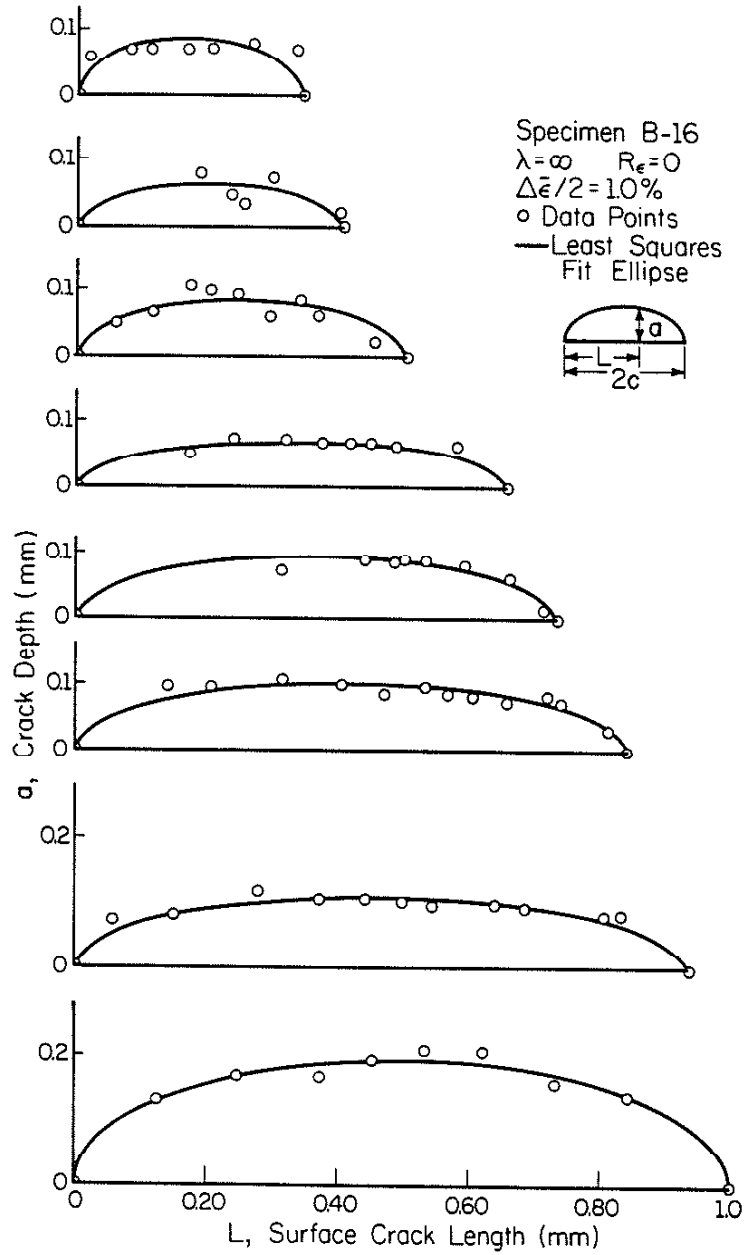 0.1
0
0.1
0
0.1
0
0.1
0
0.1
0
0.1
0
0.2
0
0.2
0
0 0.20 0.40 0.60 0.80 1.0
L, Surface Crack Length (mm)
a, Crack Depth (mm)
Specimen B-16
λ=∞ Rϵ=0
Δε̄/2=1.0%
Data Points
Least Squares
Fit Ellipse
a
L
2c